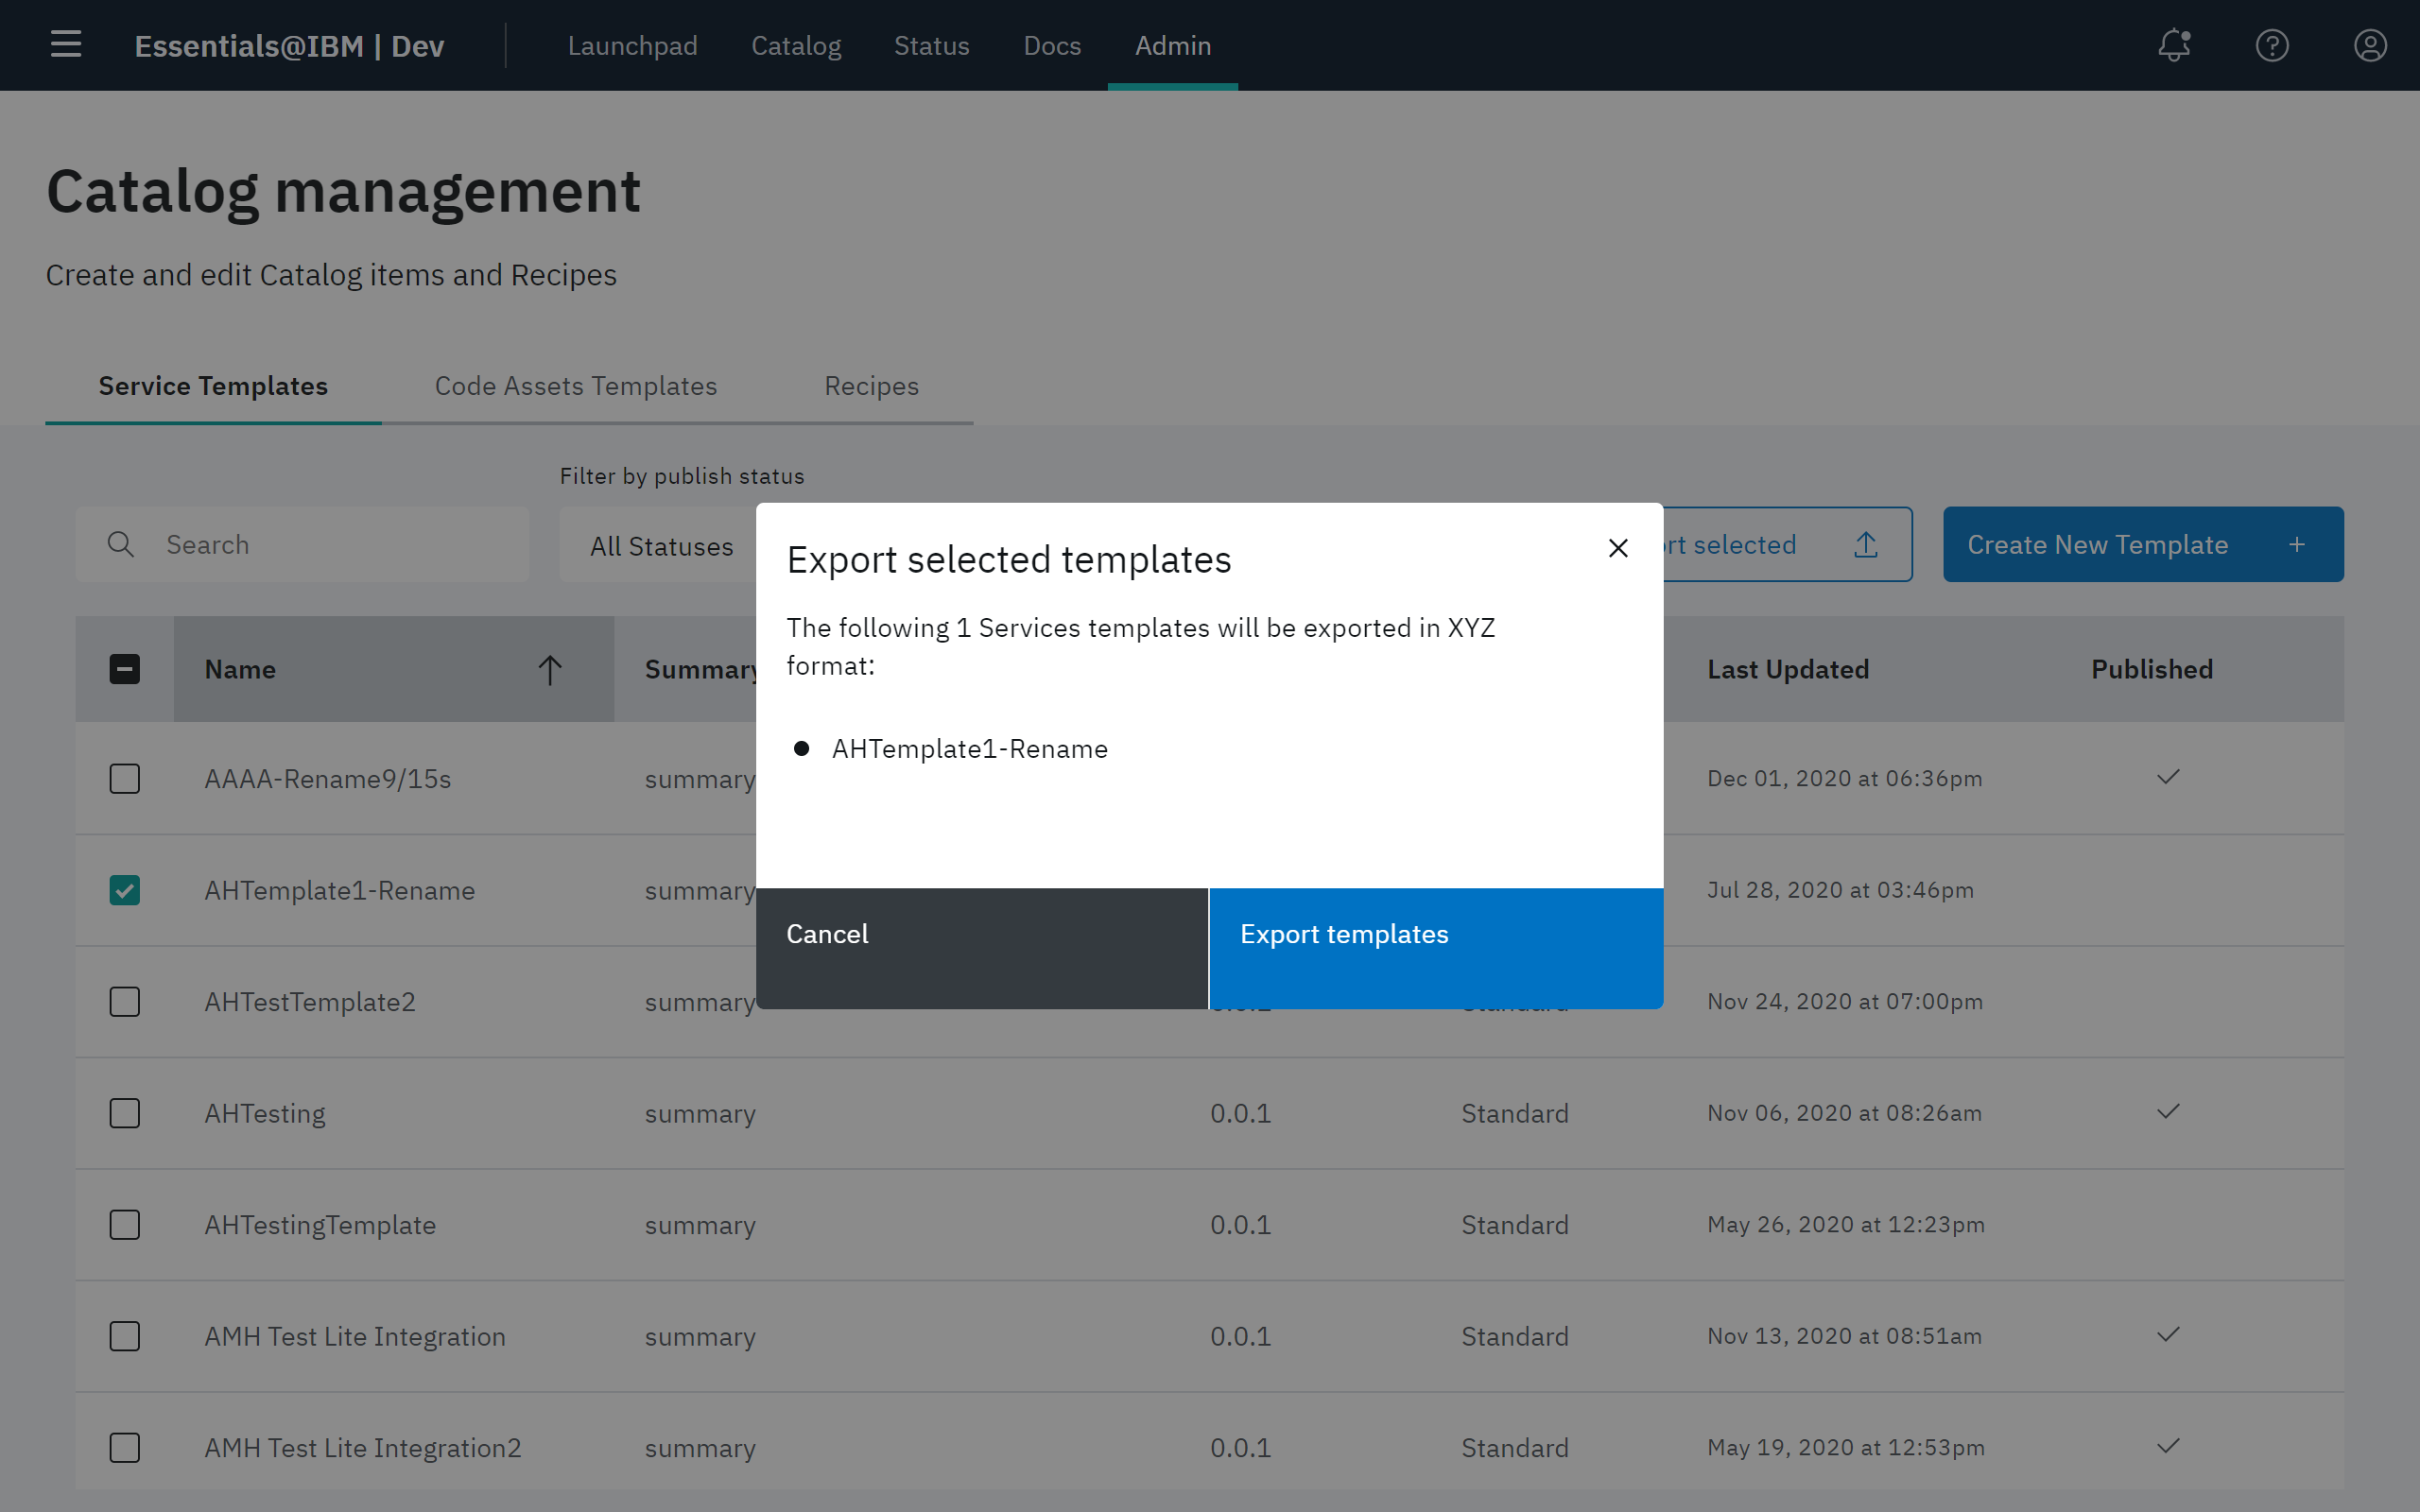 Essentials@IBM | Dev
Launchpad
Catalog
Status
Docs
Admin
Catalog management
Create and edit Catalog items and Recipes
Service Templates
Code Assets Templates
Recipes
Filter by publish status
Search
All Statuses
selected
Create New Template
Export selected templates
The following 1 Services templates will be exported in XYZ
format:
AHTemplate1-Rename
Cancel
Export templates
Name
Summary
Last Updated
Published
AAAA-Rename9/15s
summary
Dec 01, 2020 at 06:36pm
AHTemplate1-Rename
summary
Jul 28, 2020 at 03:46pm
AHTestTemplate2
summary
Nov 24, 2020 at 07:00pm
AHTesting
summary
0.0.1
Standard
Nov 06, 2020 at 08:26am
AHTestingTemplate
summary
0.0.1
Standard
May 26, 2020 at 12:23pm
AMH Test Lite Integration
summary
0.0.1
Standard
Nov 13, 2020 at 08:51am
AMH Test Lite Integration2
summary
0.0.1
Standard
May 19, 2020 at 12:53pm